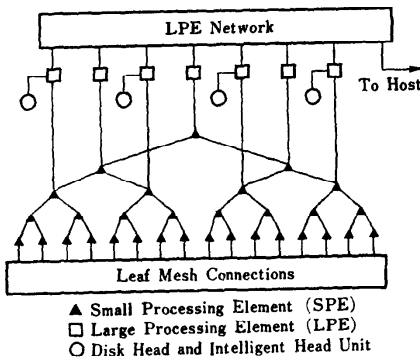 LPE Network
To Host
Leaf Mesh Connections
▲ Small Processing Element (SPE)
□ Large Processing Element (LPE)
○ Disk Head and Intelligent Head Unit